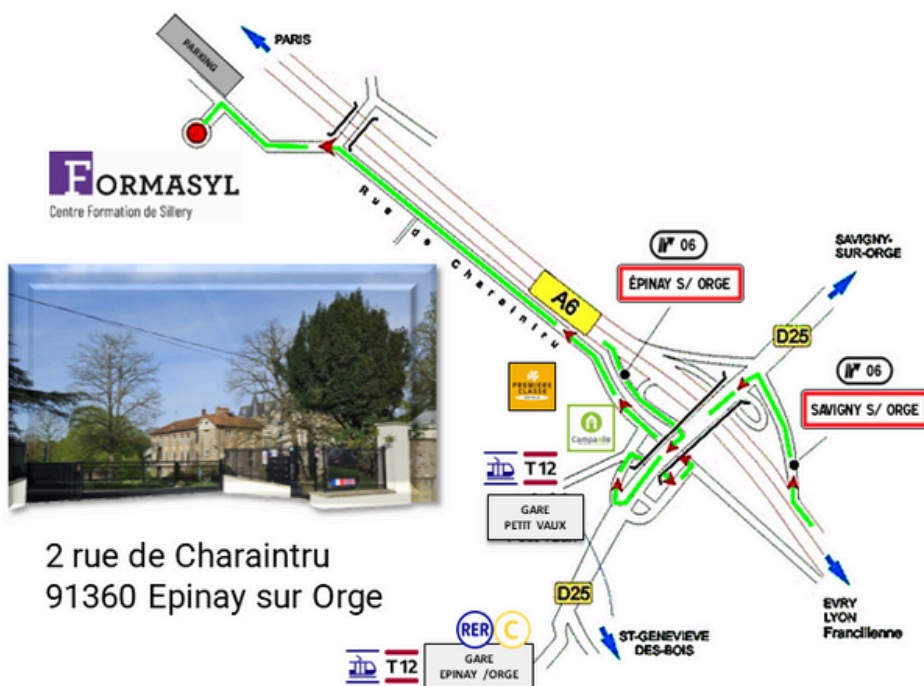 PARKING
PARIS
FORMASYL
Centre Formation de Sillery
Rue de Charaintru
06
ÉPINAY S/ ORGE
SAVIGNY-
SUR-ORGE
A6
D25
06
SAVIGNY S/ ORGE
PREMIERE
CLASSE
Campanile
T12
GARE
PETIT VAUX
2 rue de Charaintru
91360 Epinay sur Orge
D25
EVRY
LYON
Francilienne
ST-GENEVIEVE
DES-BOIS
RER C
T12
GARE
EPINAY /ORGE